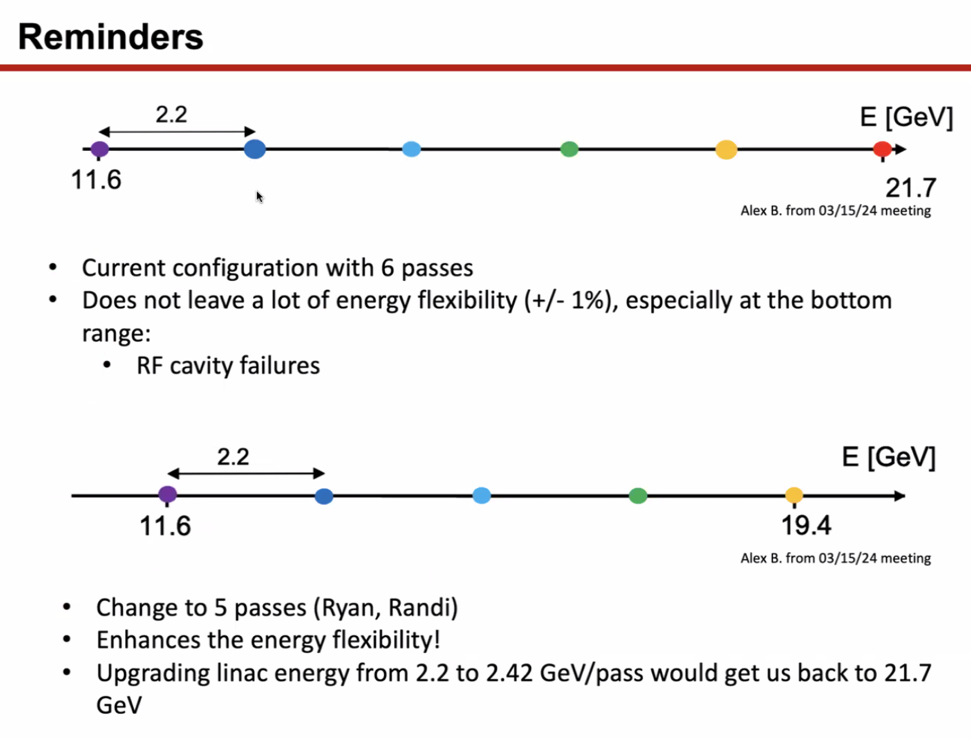 Reminders
2.2
E [GeV]
11.6
21.7
Alex B. from 03/15/24 meeting
• Current configuration with 6 passes
• Does not leave a lot of energy flexibility (+/- 1%), especially at the bottom
range:
• RF cavity failures
2.2
E [GeV]
11.6
19.4
Alex B. from 03/15/24 meeting
• Change to 5 passes (Ryan, Randi)
• Enhances the energy flexibility!
• Upgrading linac energy from 2.2 to 2.42 GeV/pass would get us back to 21.7
GeV